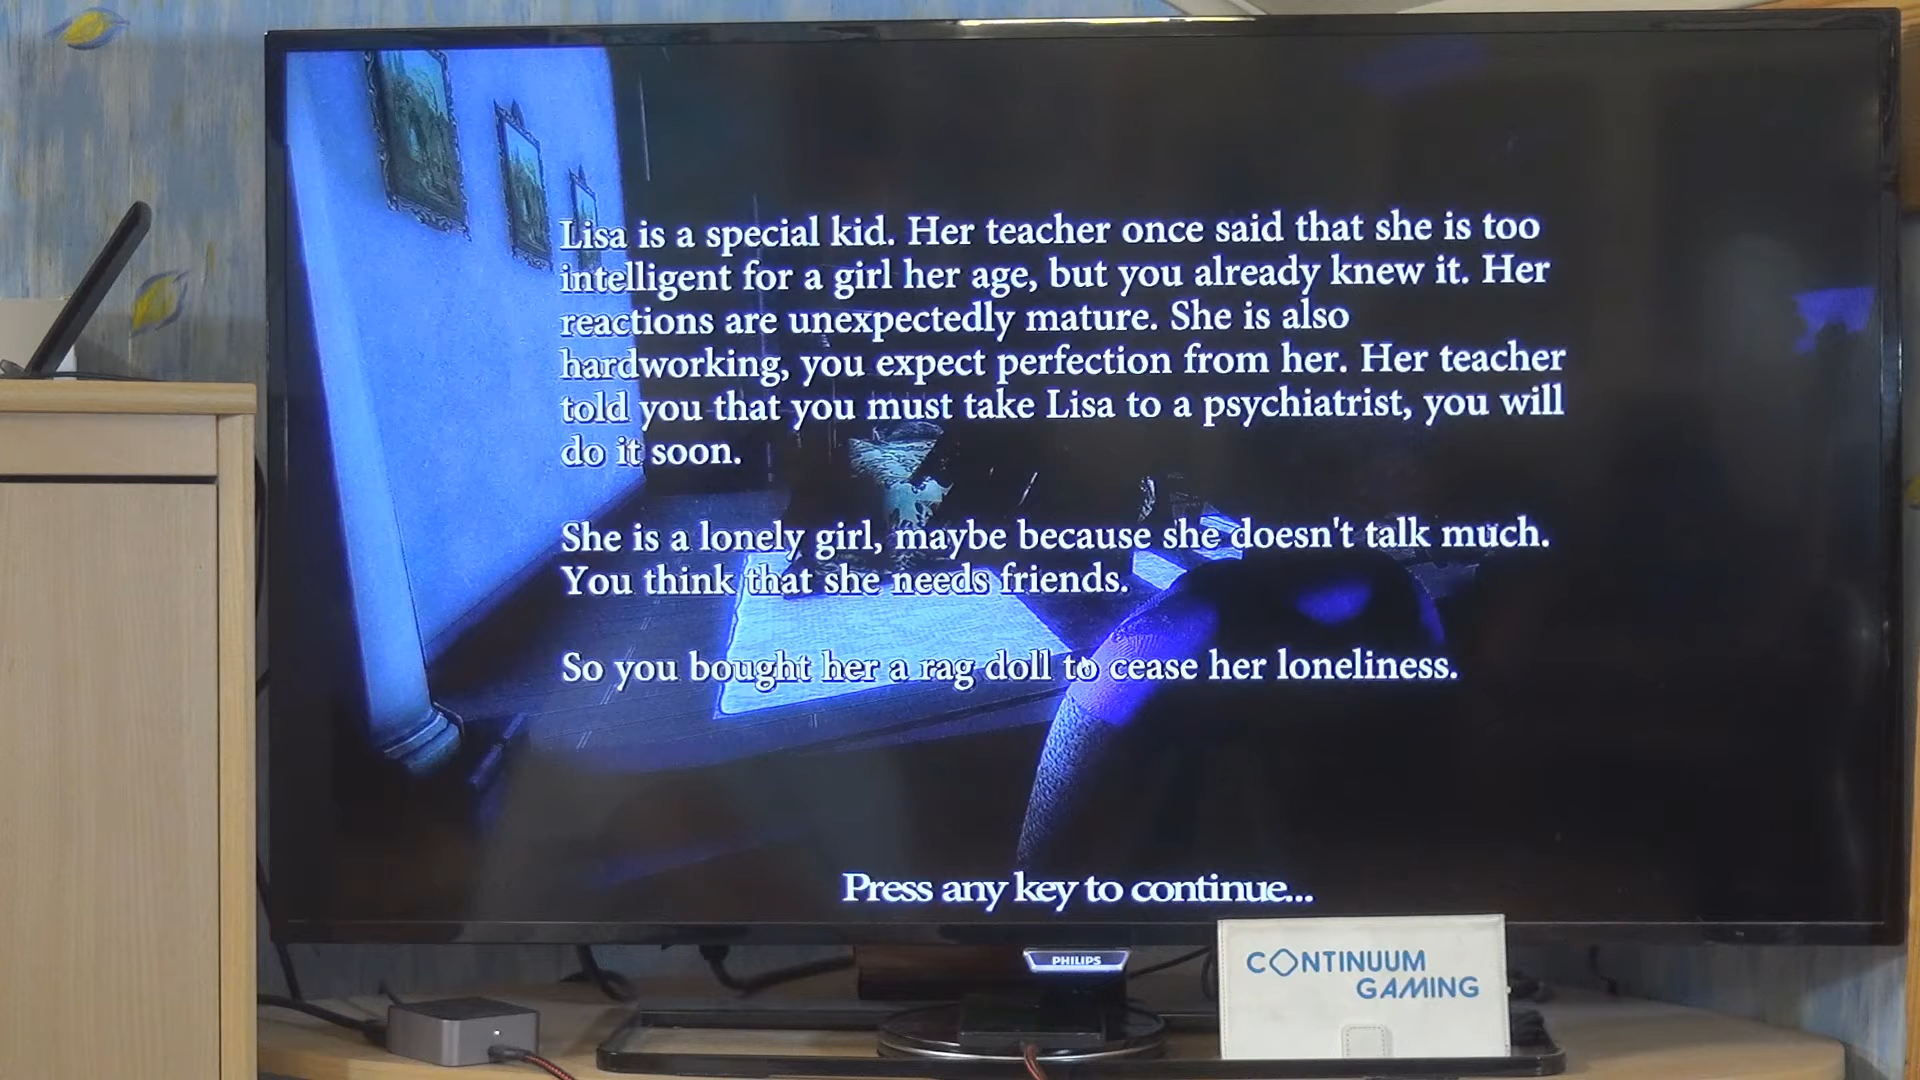 Lisa is a special kid. Her teacher once said that she is too
intelligent for a girl her age, but you already knew it. Her
reactions are unexpectedly mature. She is also
hardworking, you expect perfection from her. Her teacher
told you that you must take Lisa to a psychiatrist, you will
do it soon.
She is a lonely girl, maybe because she doesn't talk much.
You think that she needs friends.
So you bought her a rag doll to cease her loneliness.
Press any key to continue...
PHILIPS
CONTINUUM
GAMING